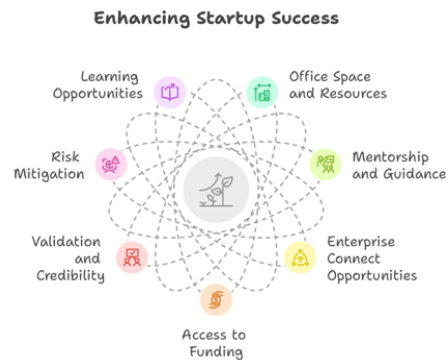 Enhancing Startup Success
Learning
Opportunities
Office Space
and Resources
Risk
Mitigation
Mentorship
and Guidance
Validation
and
Credibility
Enterprise
Connect
Opportunities
Access to
Funding